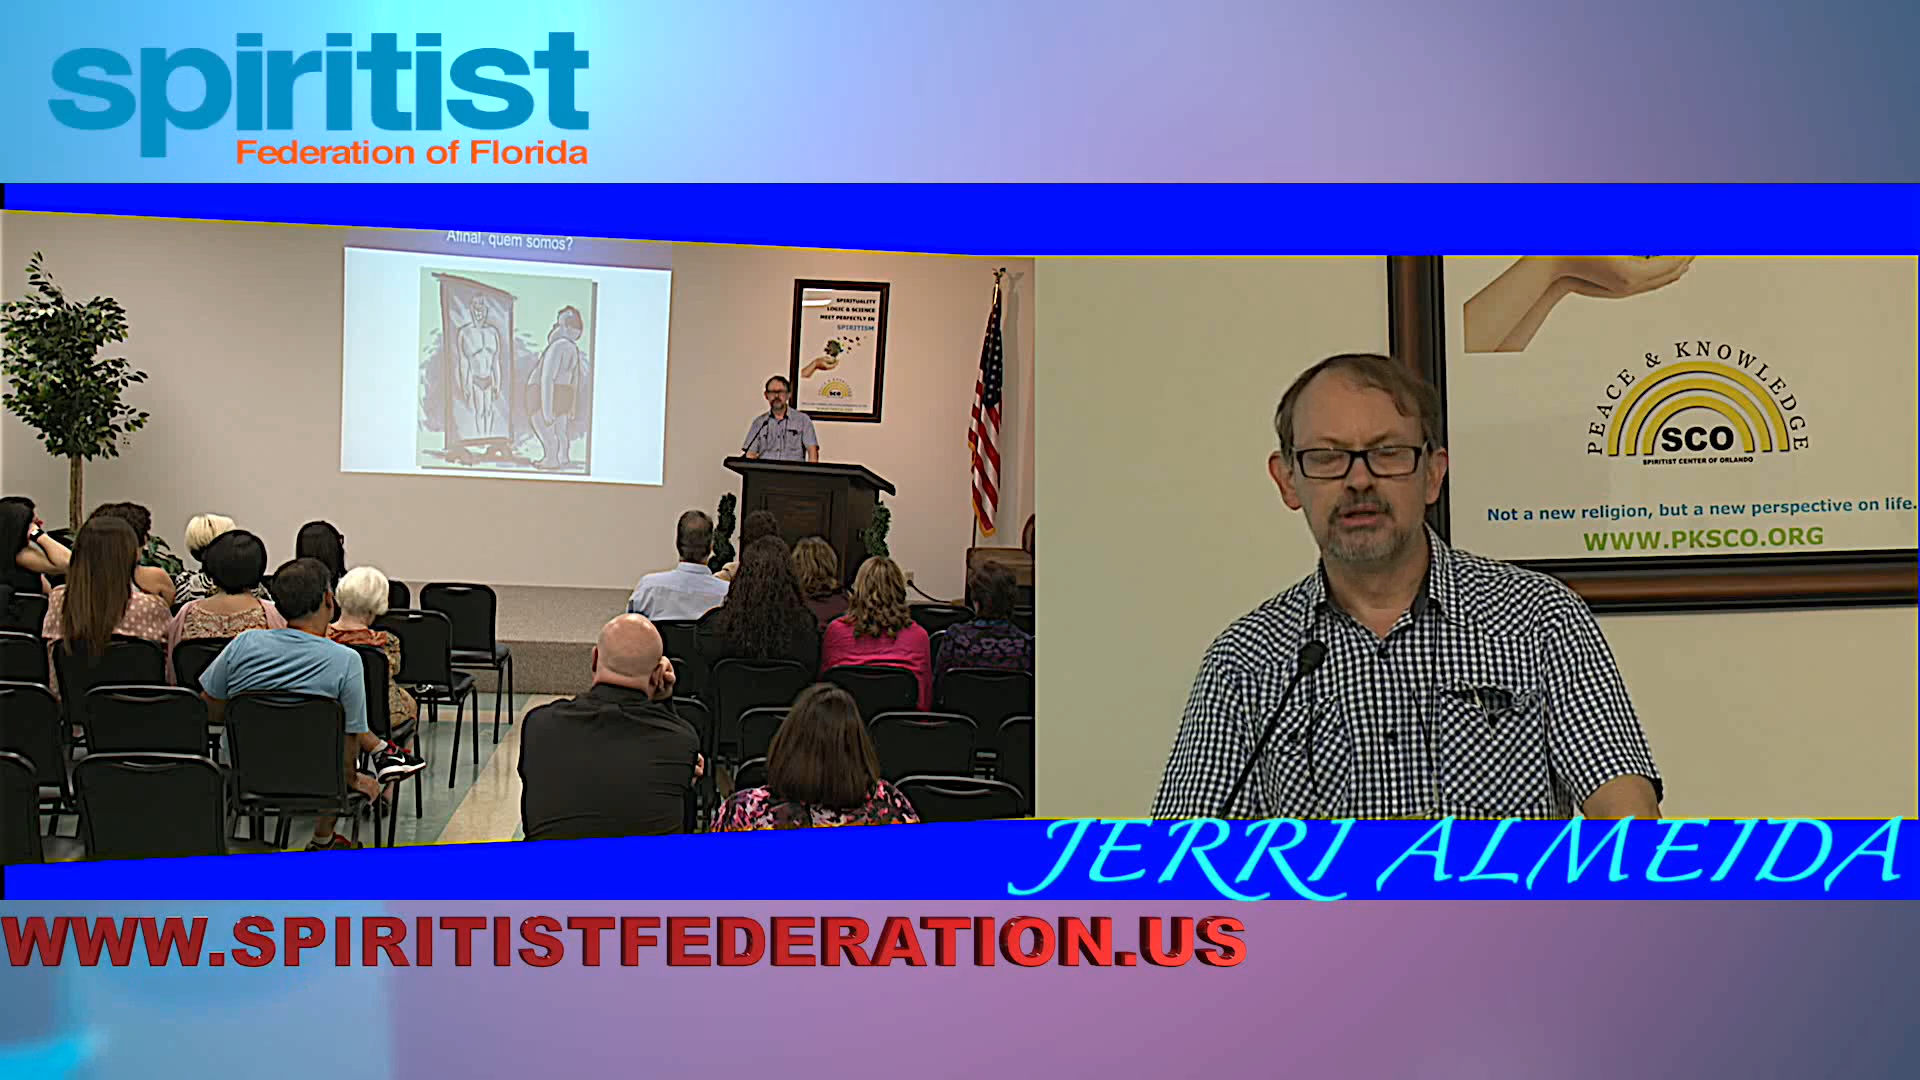 spiritist
Federation of Florida
Afinal, quem somos?
SPIRITUALITY
LOGIC & SCIENCE
MEET PERFECTLY IN
SPIRITISM
SCO
PEACE & KNOWLEDGE
SCO
SPIRITIST CENTER OF ORLANDO
Not a new religion, but a new perspective on life.
WWW.PKSCO.ORG
JERRI ALMEIDA
WWW.SPIRITISTFEDERATION.US